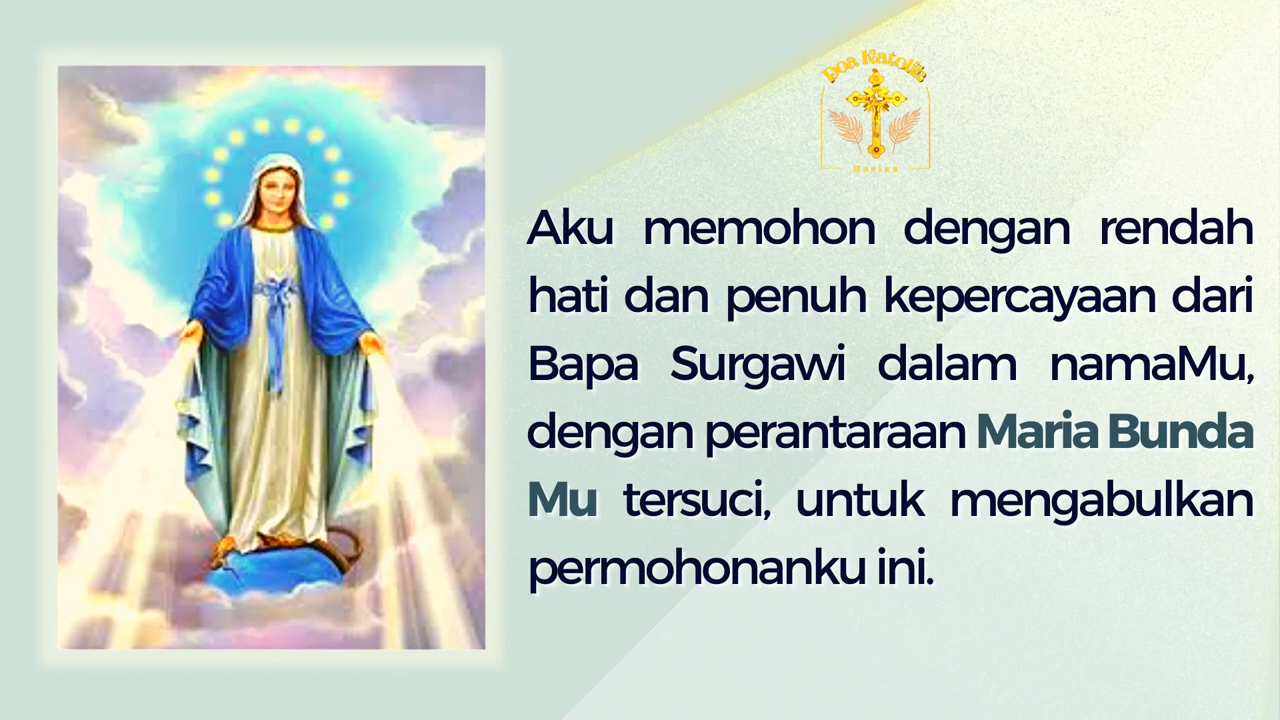 Doa Katolik
Harian
Aku memohon dengan rendah
hati dan penuh kepercayaan dari
Bapa Surgawi dalam namaMu,
dengan perantaraan Maria Bunda
Mu tersuci, untuk mengabulkan
permohonanku ini.